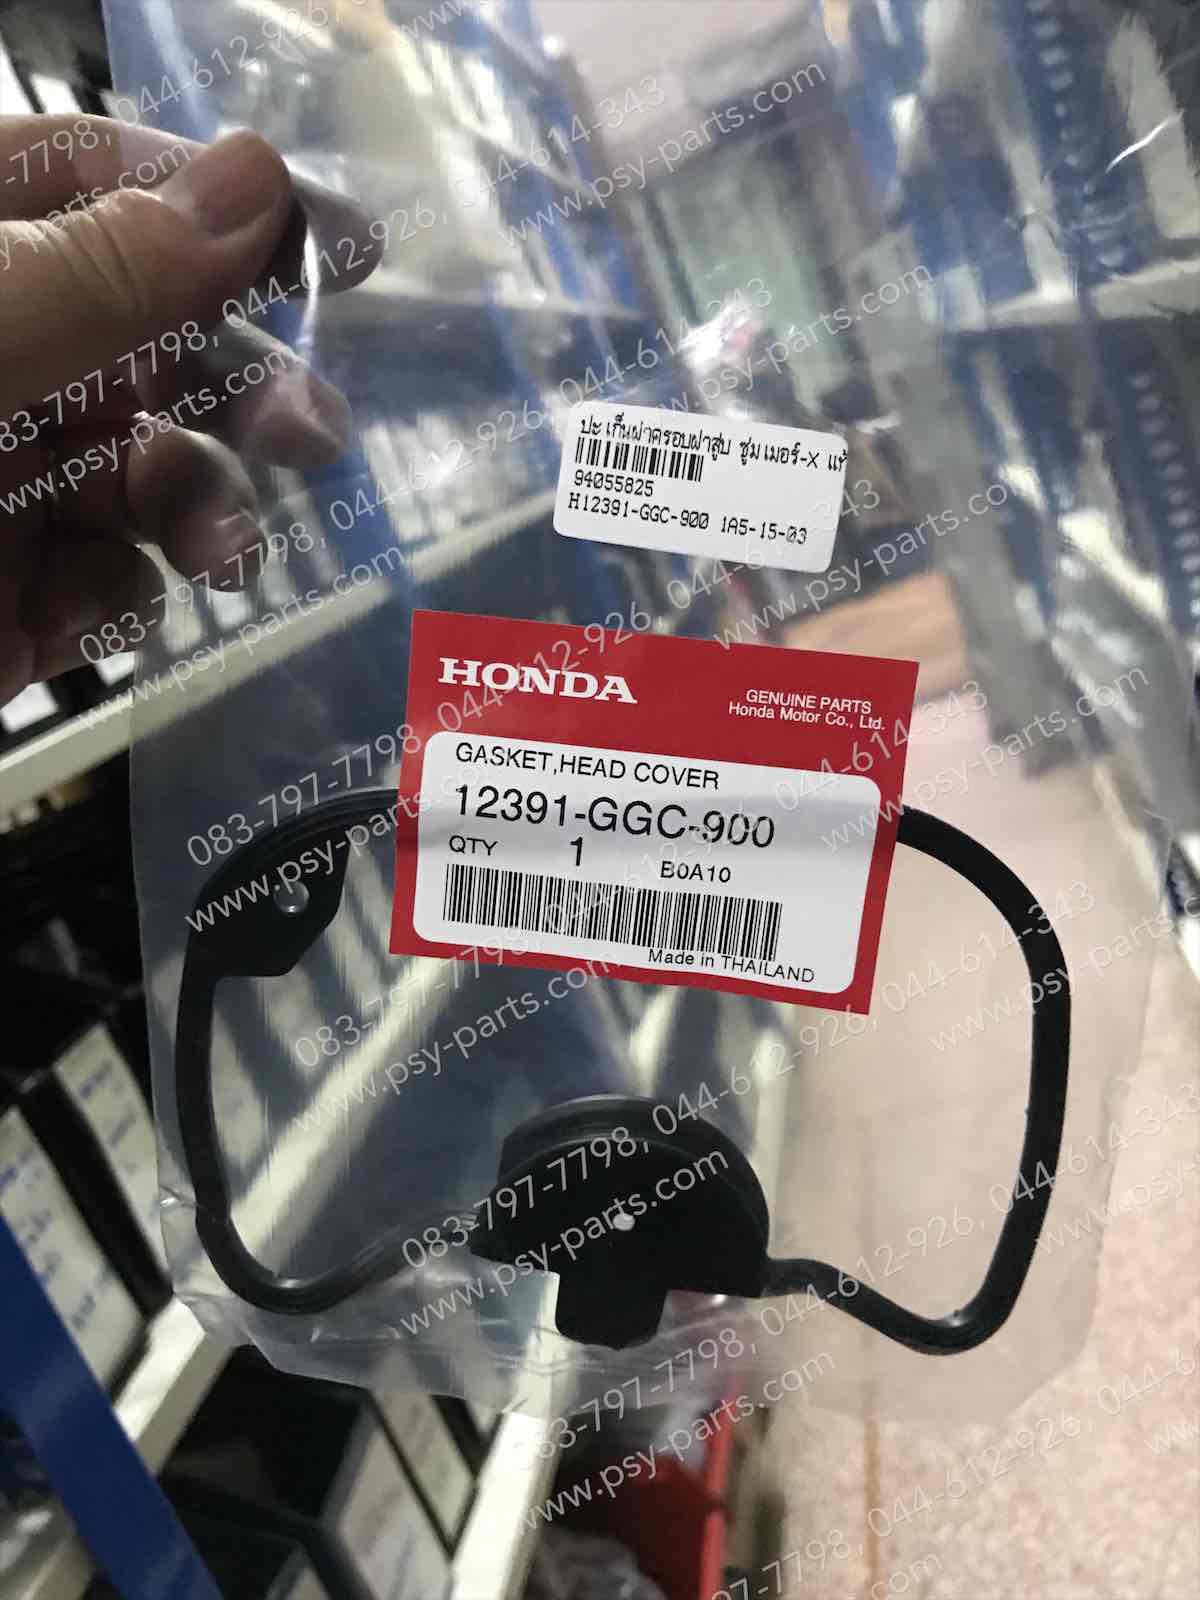 ปะเก็นฝาครอบฝาสูบ ซูมเมอร์-X แท้
94055825
H12391-GGC-900 1A5-15-03
HONDA
GENUINE PARTS
Honda Motor Co., Ltd.
GASKET,HEAD COVER
12391-GGC-900
QTY 1 B0A10
Made in THAILAND
083-797-7798, 044-612-926, 044-614-343
www.psy-parts.com